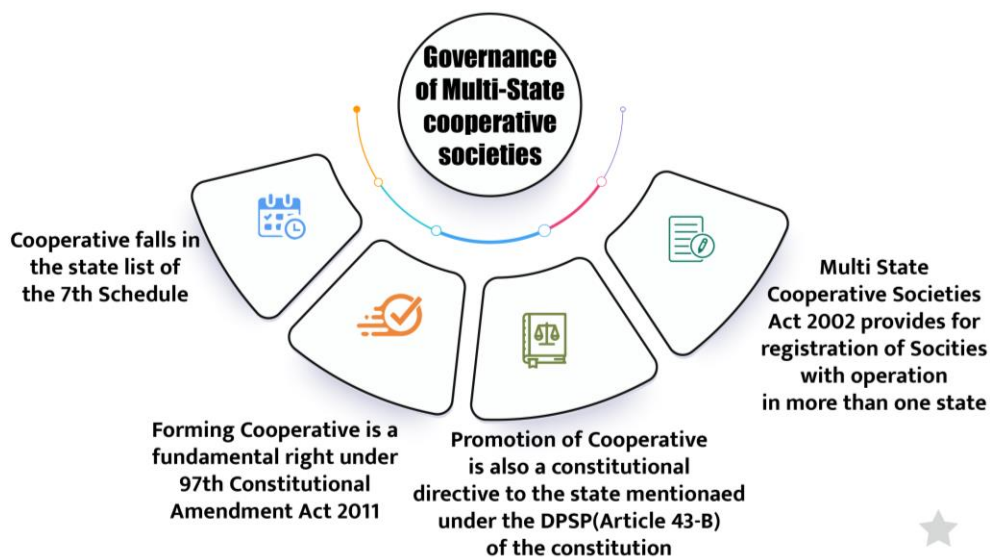 Governance
of Multi-State
cooperative
societies
Cooperative falls in
the state list of
the 7th Schedule
Forming Cooperative is a
fundamental right under
97th Constitutional
Amendment Act 2011
Promotion of Cooperative
is also a constitutional
directive to the state mentionaed
under the DPSP(Article 43-B)
of the constitution
Multi State
Cooperative Societies
Act 2002 provides for
registration of Socities
with operation
in more than one state